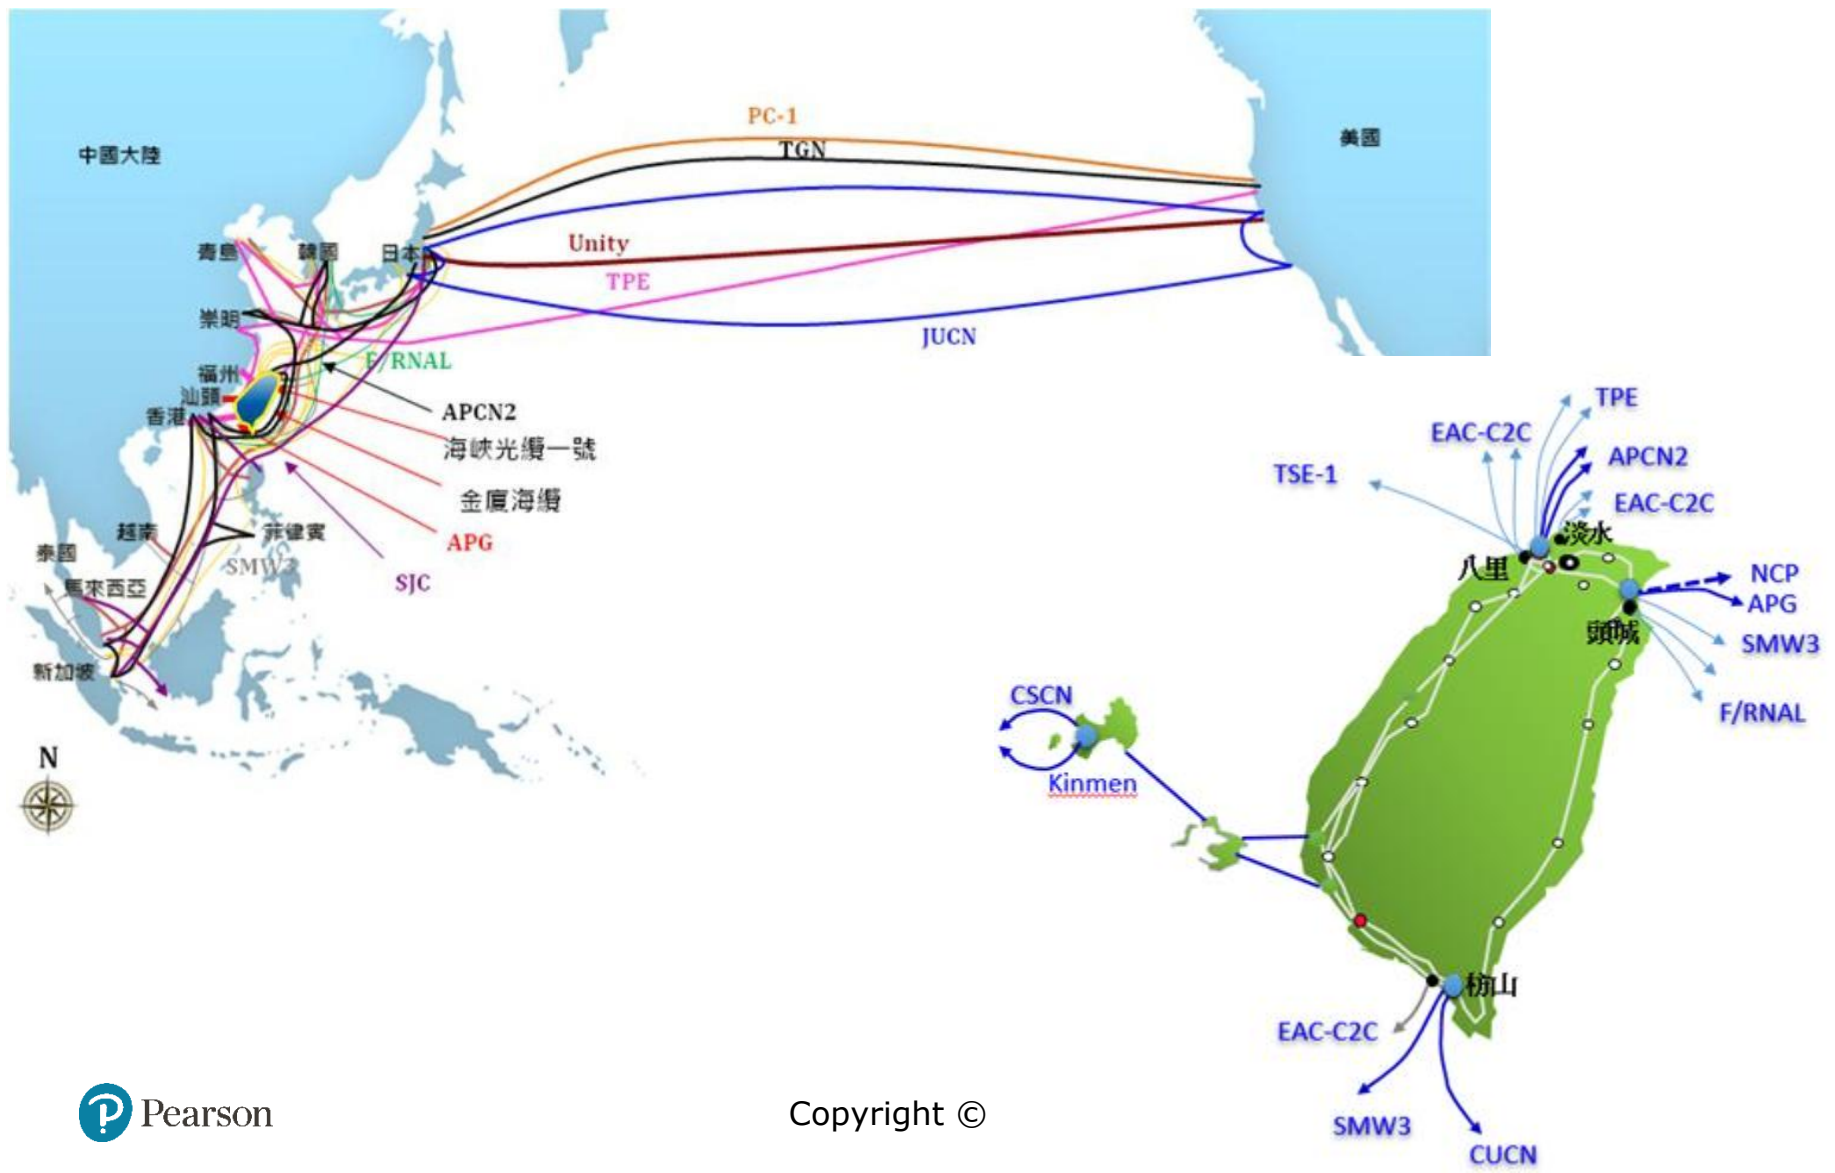 PC-1
TGN
中國大陸
美國
青島
韓國
日本
Unity
TPE
崇明
JUCN
F/RNAL
福州
汕頭
香港
APCN2
海峽光纜一號
金廈海纜
APG
SJC
越南
菲律賓
泰國
SMW3
馬來西亞
新加坡
N
TPE
EAC-C2C
APCN2
TSE-1
EAC-C2C
淡水
八里
NCP
APG
頭城
SMW3
F/RNAL
CSCN
Kinmen
枋山
EAC-C2C
SMW3
CUCN
Pearson
Copyright ©